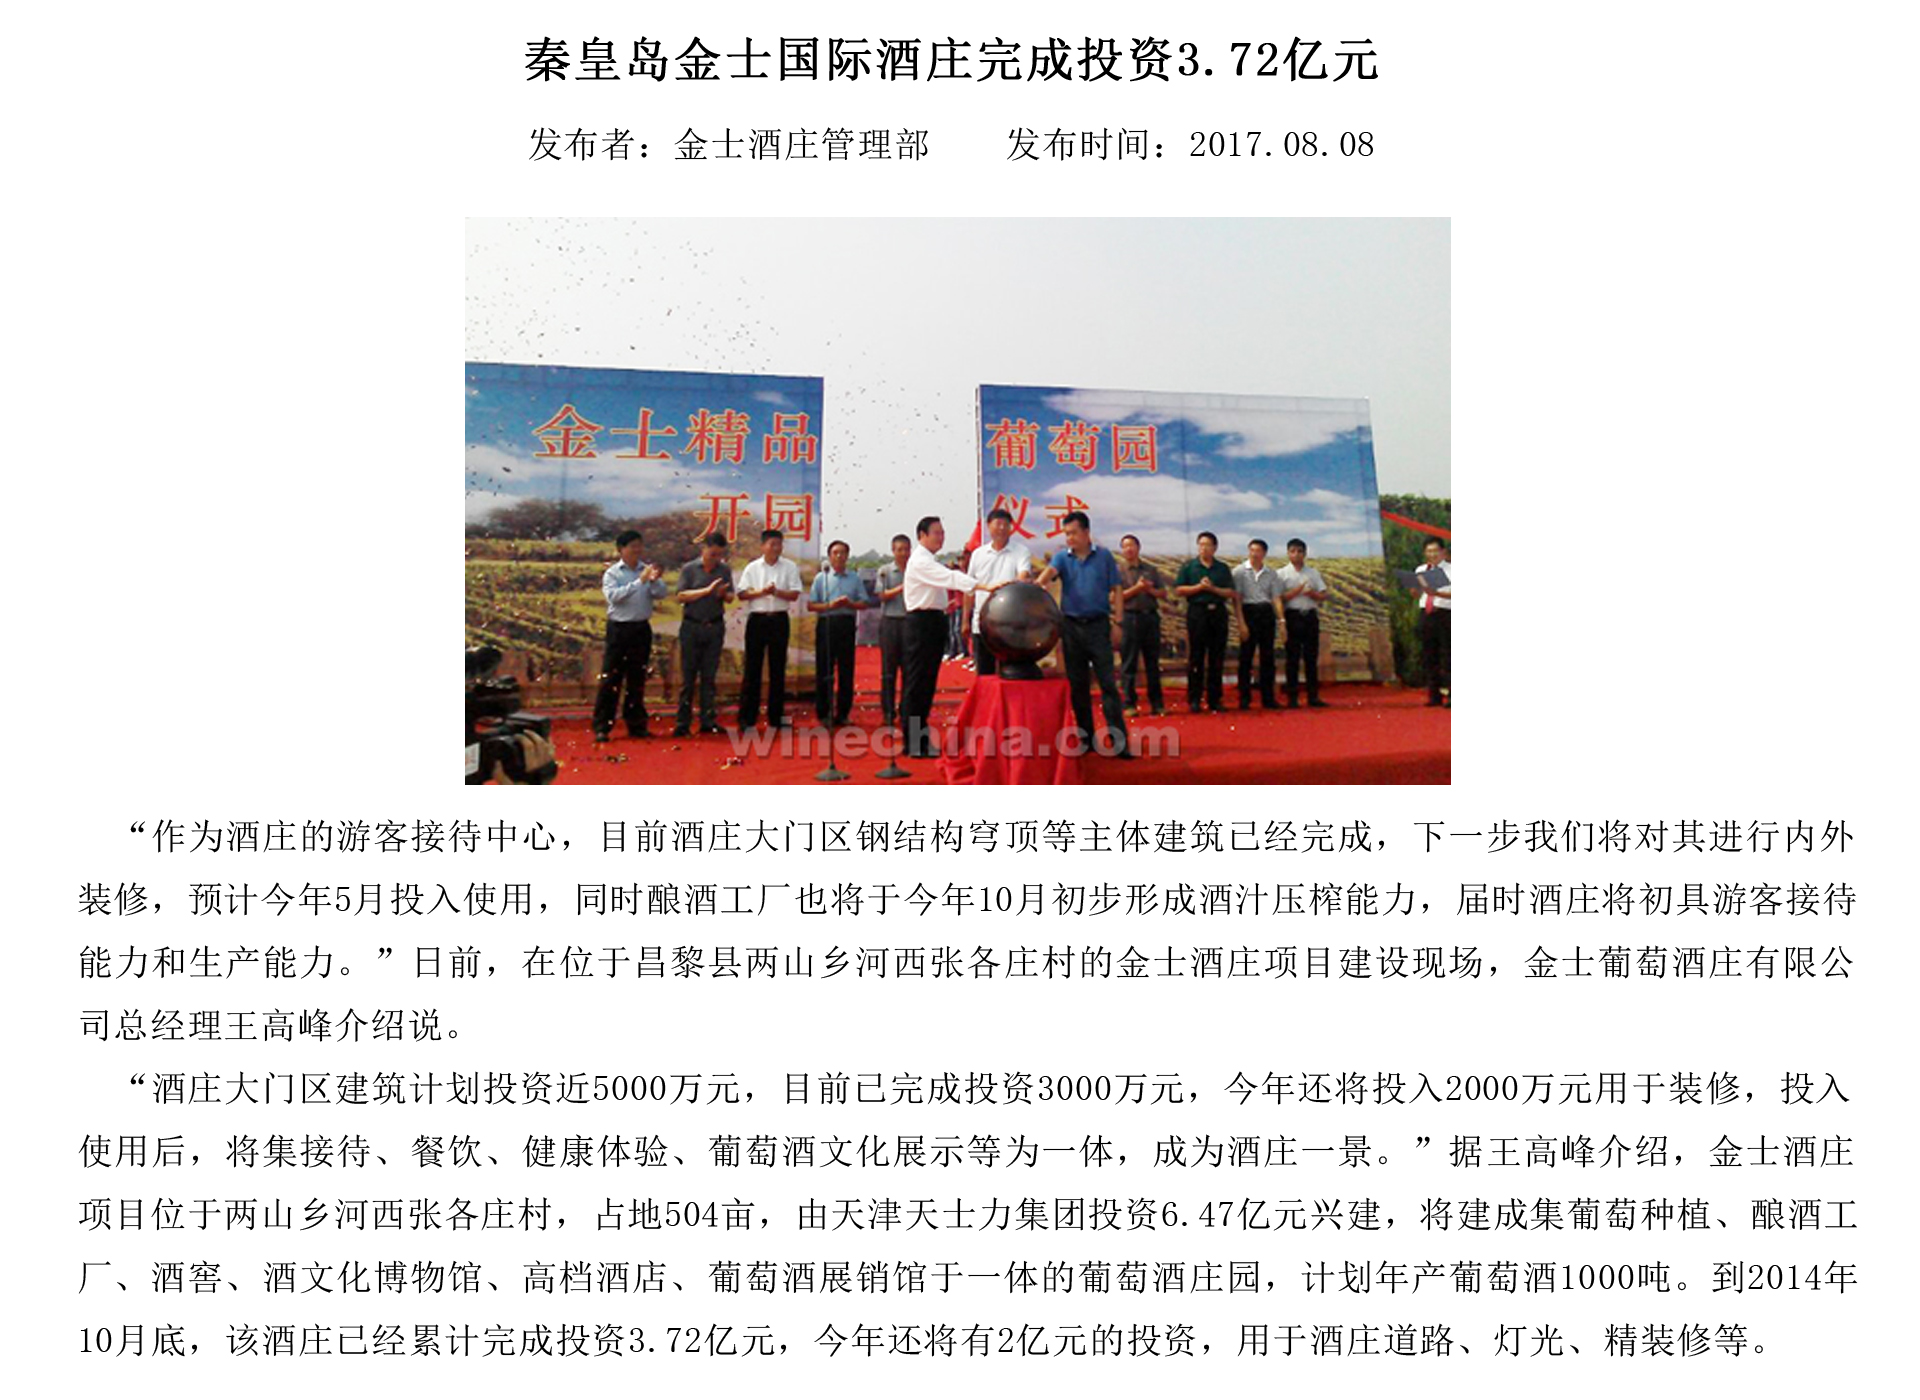 秦皇岛金士国际酒庄完成投资3.72亿元
发布者：金士酒庄管理部 发布时间：2017.08.08
金士精品 葡萄园
开园 仪式
winechina.com
“作为酒庄的游客接待中心，目前酒庄大门区钢结构穹顶等主体建筑已经完成，下一步我们将对其进行内外
装修，预计今年5月投入使用，同时酿酒工厂也将于今年10月初步形成酒汁压榨能力，届时酒庄将初具游客接待
能力和生产能力。”日前，在位于昌黎县两山乡河西张各庄村的金士酒庄项目建设现场，金士葡萄酒庄有限公
司总经理王高峰介绍说。
“酒庄大门区建筑计划投资近5000万元，目前已完成投资3000万元，今年还将投入2000万元用于装修，投入
使用后，将集接待、餐饮、健康体验、葡萄酒文化展示等为一体，成为酒庄一景。”据王高峰介绍，金士酒庄
项目位于两山乡河西张各庄村，占地504亩，由天津天士力集团投资6.47亿元兴建，将建成集葡萄种植、酿酒工
厂、酒窖、酒文化博物馆、高档酒店、葡萄酒展销馆于一体的葡萄酒庄园，计划年产葡萄酒1000吨。到2014年
10月底，该酒庄已经累计完成投资3.72亿元，今年还将有2亿元的投资，用于酒庄道路、灯光、精装修等。